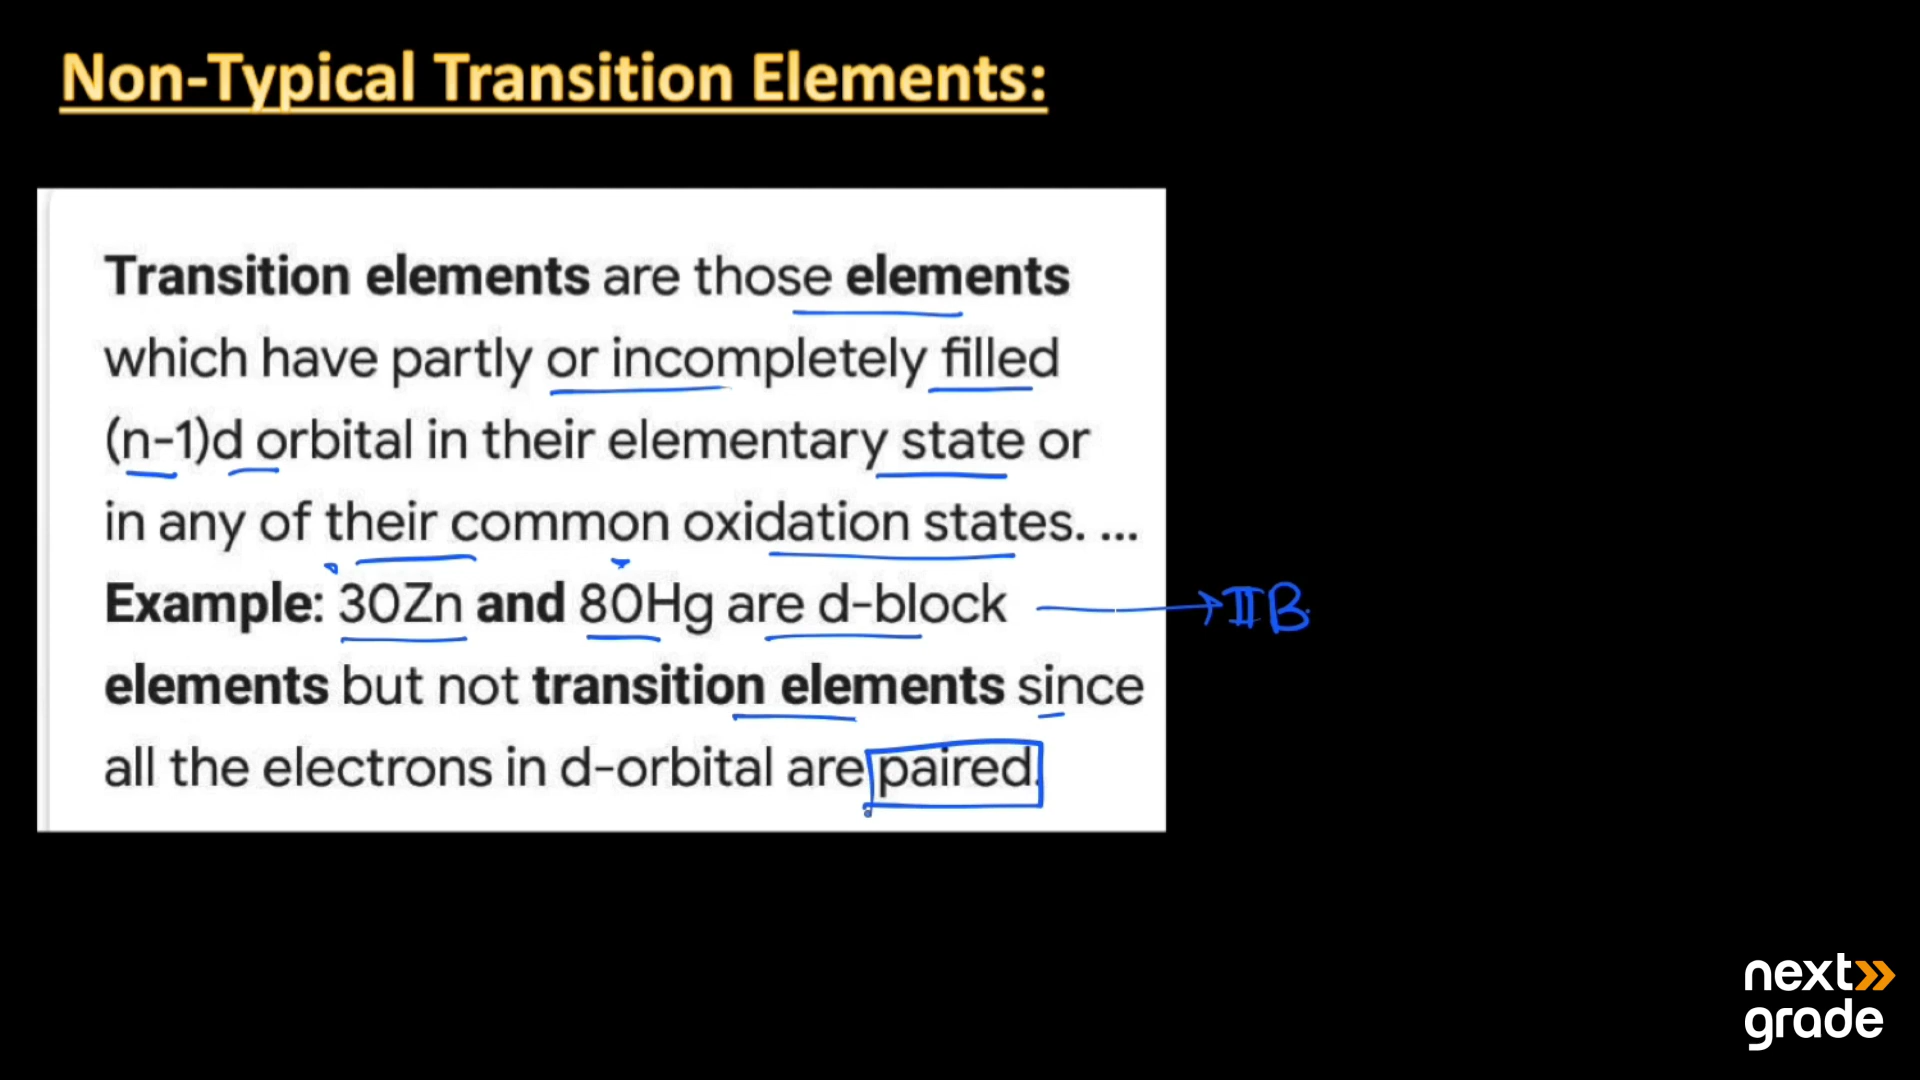 Non-Typical Transition Elements:
Transition elements are those elements
which have partly or incompletely filled
(n-1)d orbital in their elementary state or
in any of their common oxidation states. ...
Example: 30Zn and 80Hg are d-block
→ IIB
elements but not transition elements since
all the electrons in d-orbital are paired.
next
grade